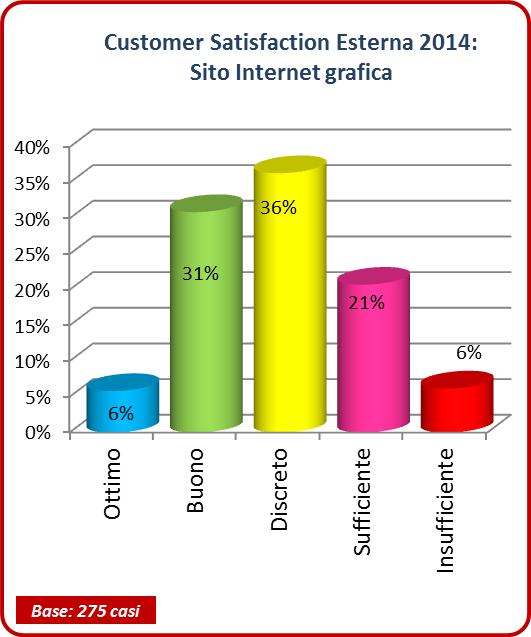 Customer Satisfaction Esterna 2014:
Sito Internet grafica
40%
35%
30%
25%
20%
15%
10%
5%
0%
6%
31%
36%
21%
6%
Ottimo
Buono
Discreto
Sufficiente
Insufficiente
Base: 275 casi